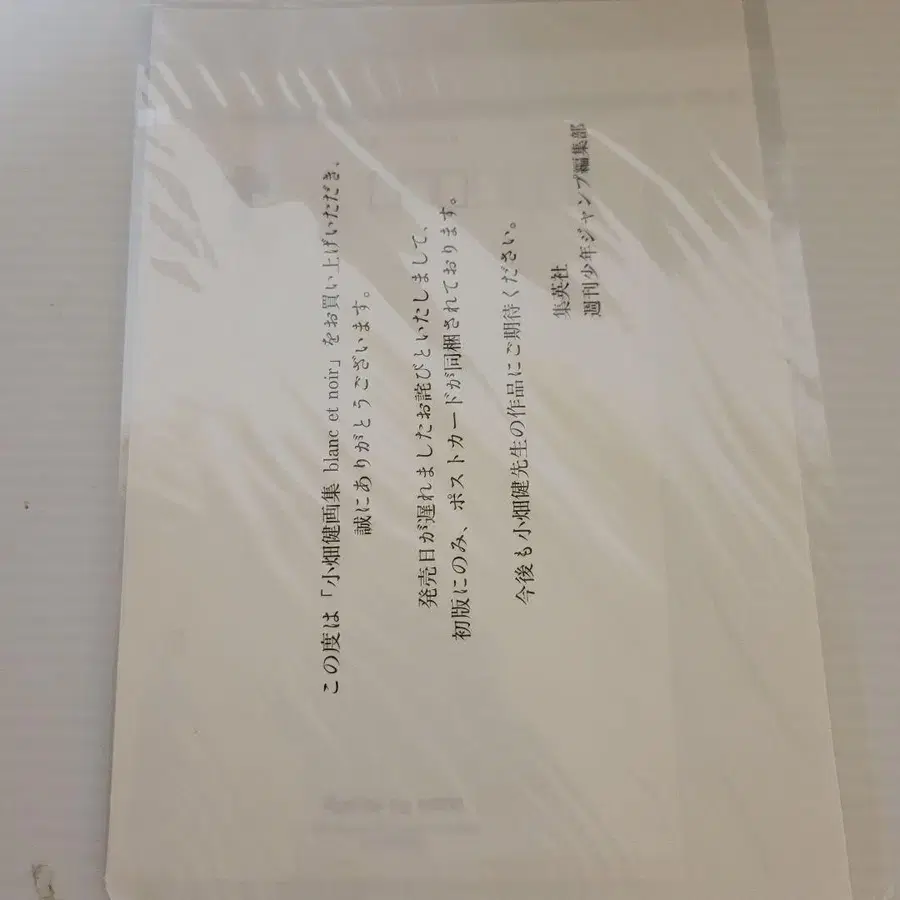 この度は「小畑健画集 blanc et noir」をお買い上げいただき、
誠にありがとうございます。
発売日が遅れましたお詫びといたしまして、
初版にのみ、ポストカードが同梱されております。
今後も小畑健先生の作品にご期待ください。
集英社
週刊少年ジャンプ編集部